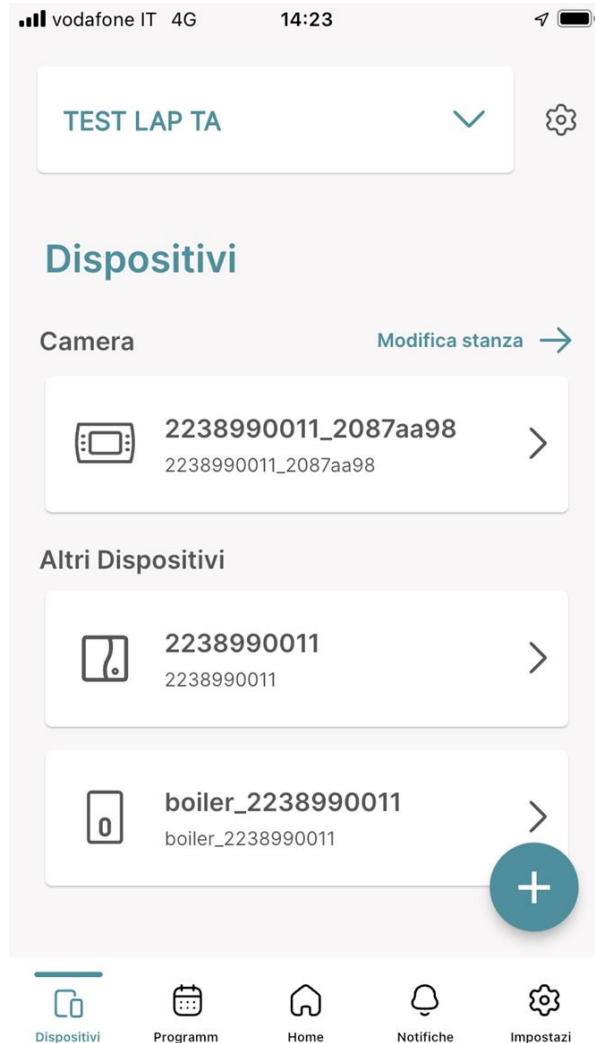 vodafone IT 4G 14:23
TEST LAP TA
Dispositivi
Camera Modifica stanza
2238990011_2087aa98
2238990011_2087aa98
Altri Dispositivi
2238990011
2238990011
boiler_2238990011
boiler_2238990011
Dispositivi Programm Home Notifiche Impostazi